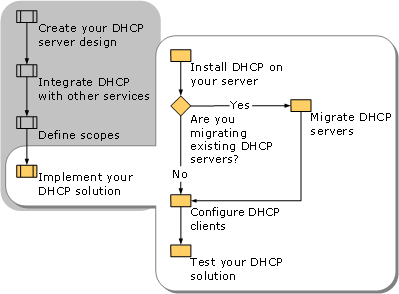 Create your DHCP
server design
Integrate DHCP
with other services
Define scopes
Implement your
DHCP solution
Install DHCP on
your server
Yes
Are you
migrating
existing DHCP
servers?
Migrate DHCP
servers
No
Configure DHCP
clients
Test your DHCP
solution